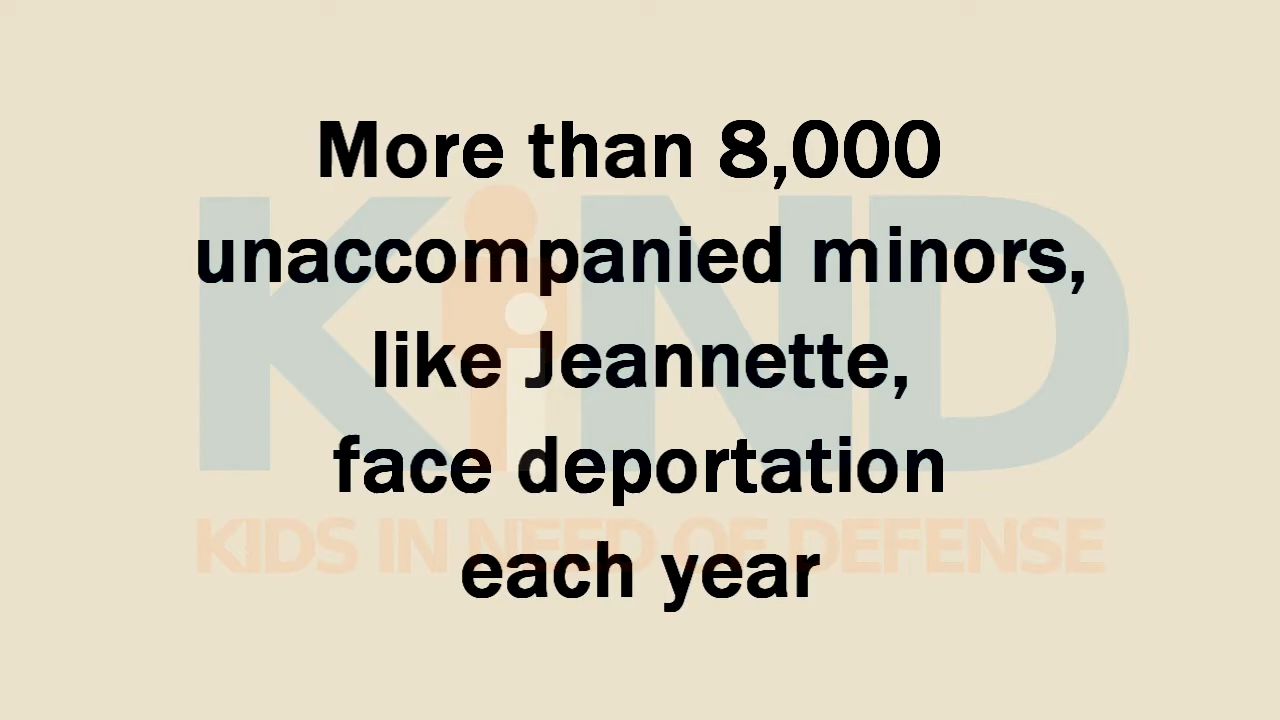 More than 8,000
unaccompanied minors,
like Jeannette,
face deportation
each year
KiND
KIDS IN NEED OF DEFENSE